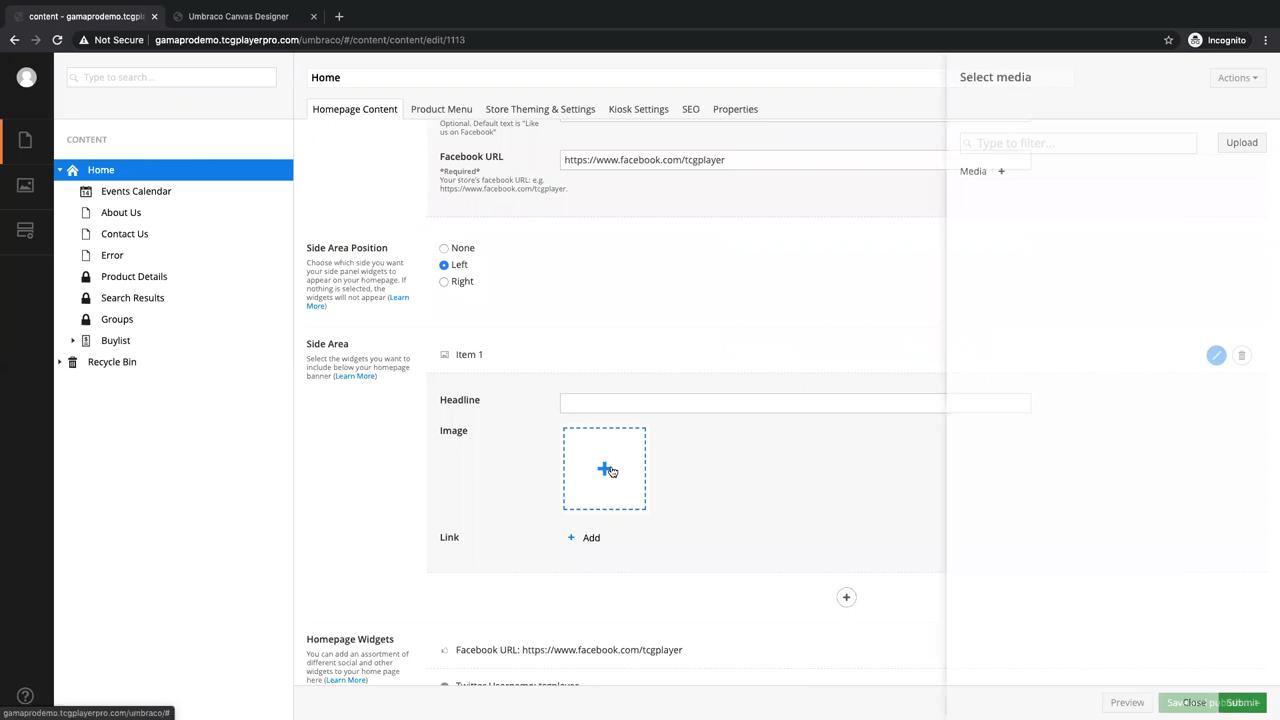 content - gamaprodemo.tcgpl
Umbraco Canvas Designer
Not Secure
gamaprodemo.tcgplayerpro.com/umbraco/#/content/content/edit/1113
Incognito
Type to search...
Home
Select media
Actions
Homepage Content
Product Menu
Store Theming & Settings
Kiosk Settings
SEO
Properties
Optional. Default text is "Like
us on Facebook"
Type to filter...
Upload
CONTENT
Facebook URL
https://www.facebook.com/tcgplayer
*Required*
Your store's facebook URL: e.g.
https://www.facebook.com/tcgplayer.
Media
Home
Events Calendar
About Us
Contact Us
Error
Product Details
Search Results
Groups
Buylist
Recycle Bin
Side Area Position
Choose which side you want
your side panel widgets to
appear on your homepage. If
nothing is selected, the
widgets will not appear (Learn
More)
None
Left
Right
Side Area
Select the widgets you want to
include below your homepage
banner (Learn More)
Item 1
Headline
Image
Link
Add
Homepage Widgets
You can add an assortment of
different social and other
widgets to your home page
here (Learn More)
Facebook URL: https://www.facebook.com/tcgplayer
Twitter Username: tcgplayer
Preview
Close
Submit
gamaprodemo.tcgplayerpro.com/umbraco/#